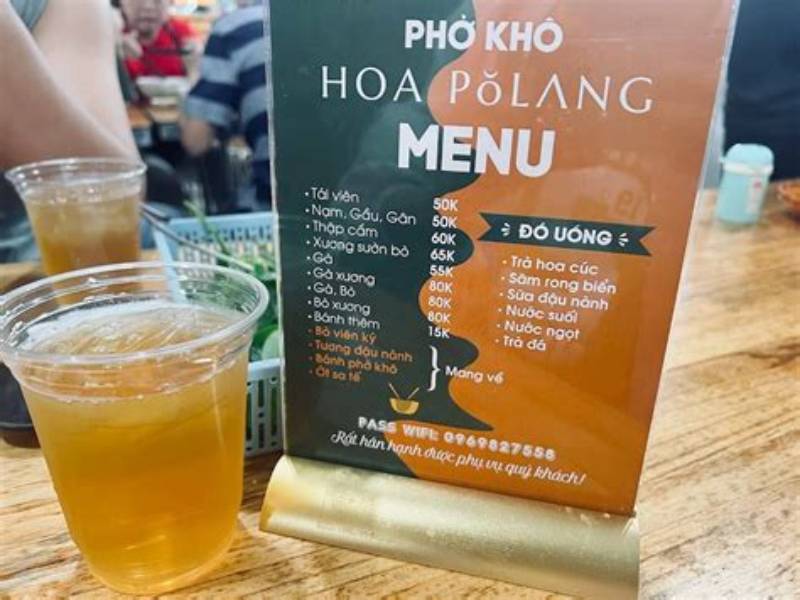 PHỞ KHÔ
HOA PŏLANG
MENU
• Tái viên 50K
• Nạm, Gầu, Gân 50K
• Thập cẩm 60K
• Xương sườn bò 65K
• Gà 55K
• Gà xương 80K
• Gà, Bò 80K
• Bò xương 80K
• Bánh thêm 15K
• Bò viên ký
• Tương đậu nành
• Bánh phở khô
• Ớt sa tế
Mang về
ĐỒ UỐNG
• Trà hoa cúc
• Sâm rong biển
• Sữa đậu nành
• Nước suối
• Nước ngọt
• Trà đá
PASS WIFI: 0969827558
Rất hân hạnh được phục vụ quý khách!